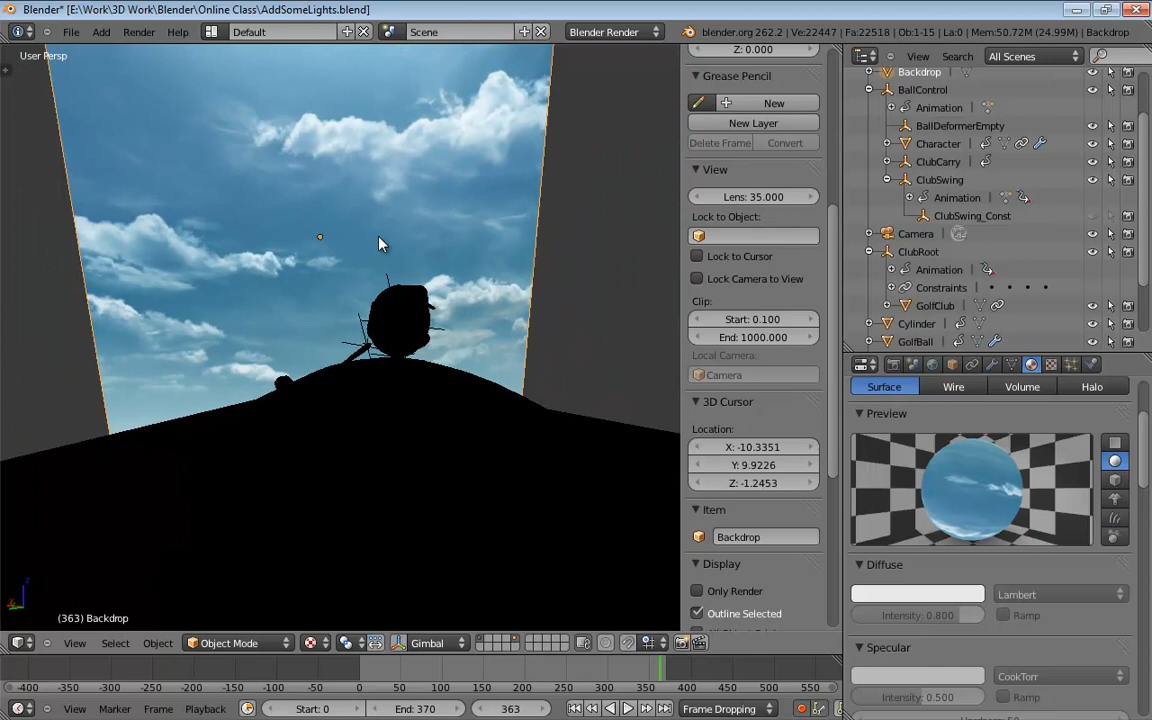 Blender* [E:\Work\3D Work\Blender\Online Class\AddSomeLights.blend]
File Add Render Help Default Scene Blender Render blender.org 262.2 | Ve:22447 | Fa:22518 | Ob:1-15 | La:0 | Mem:50.72M (24.99M) | Backdrop
User Persp
Z: 0.000
Grease Pencil
New
New Layer
Delete Frame Convert
View
Lens: 35.000
Lock to Object:
Lock to Cursor
Lock Camera to View
Clip:
Start: 0.100
End: 1000.000
Local Camera:
Camera
3D Cursor
Location:
X: -10.3351
Y: 9.9226
Z: -1.2453
Item
Backdrop
Display
Only Render
Outline Selected
View Search All Scenes
Backdrop
BallControl
Animation
BallDeformerEmpty
Character
ClubCarry
ClubSwing
Animation
ClubSwing_Const
Camera
ClubRoot
Animation
Constraints
GolfClub
Cylinder
GolfBall
Surface Wire Volume Halo
Preview
Diffuse
Lambert
Intensity: 0.800 Ramp
Specular
CookTorr
Intensity: 0.500 Ramp
z
(363) Backdrop
View Select Object Object Mode Gimbal
-400 -350 -300 -250 -200 -150 -100 -50 0 50 100 150 200 250 300 350 400 450 500 550
View Marker Frame Playback Start: 0 End: 370 363 Frame Dropping